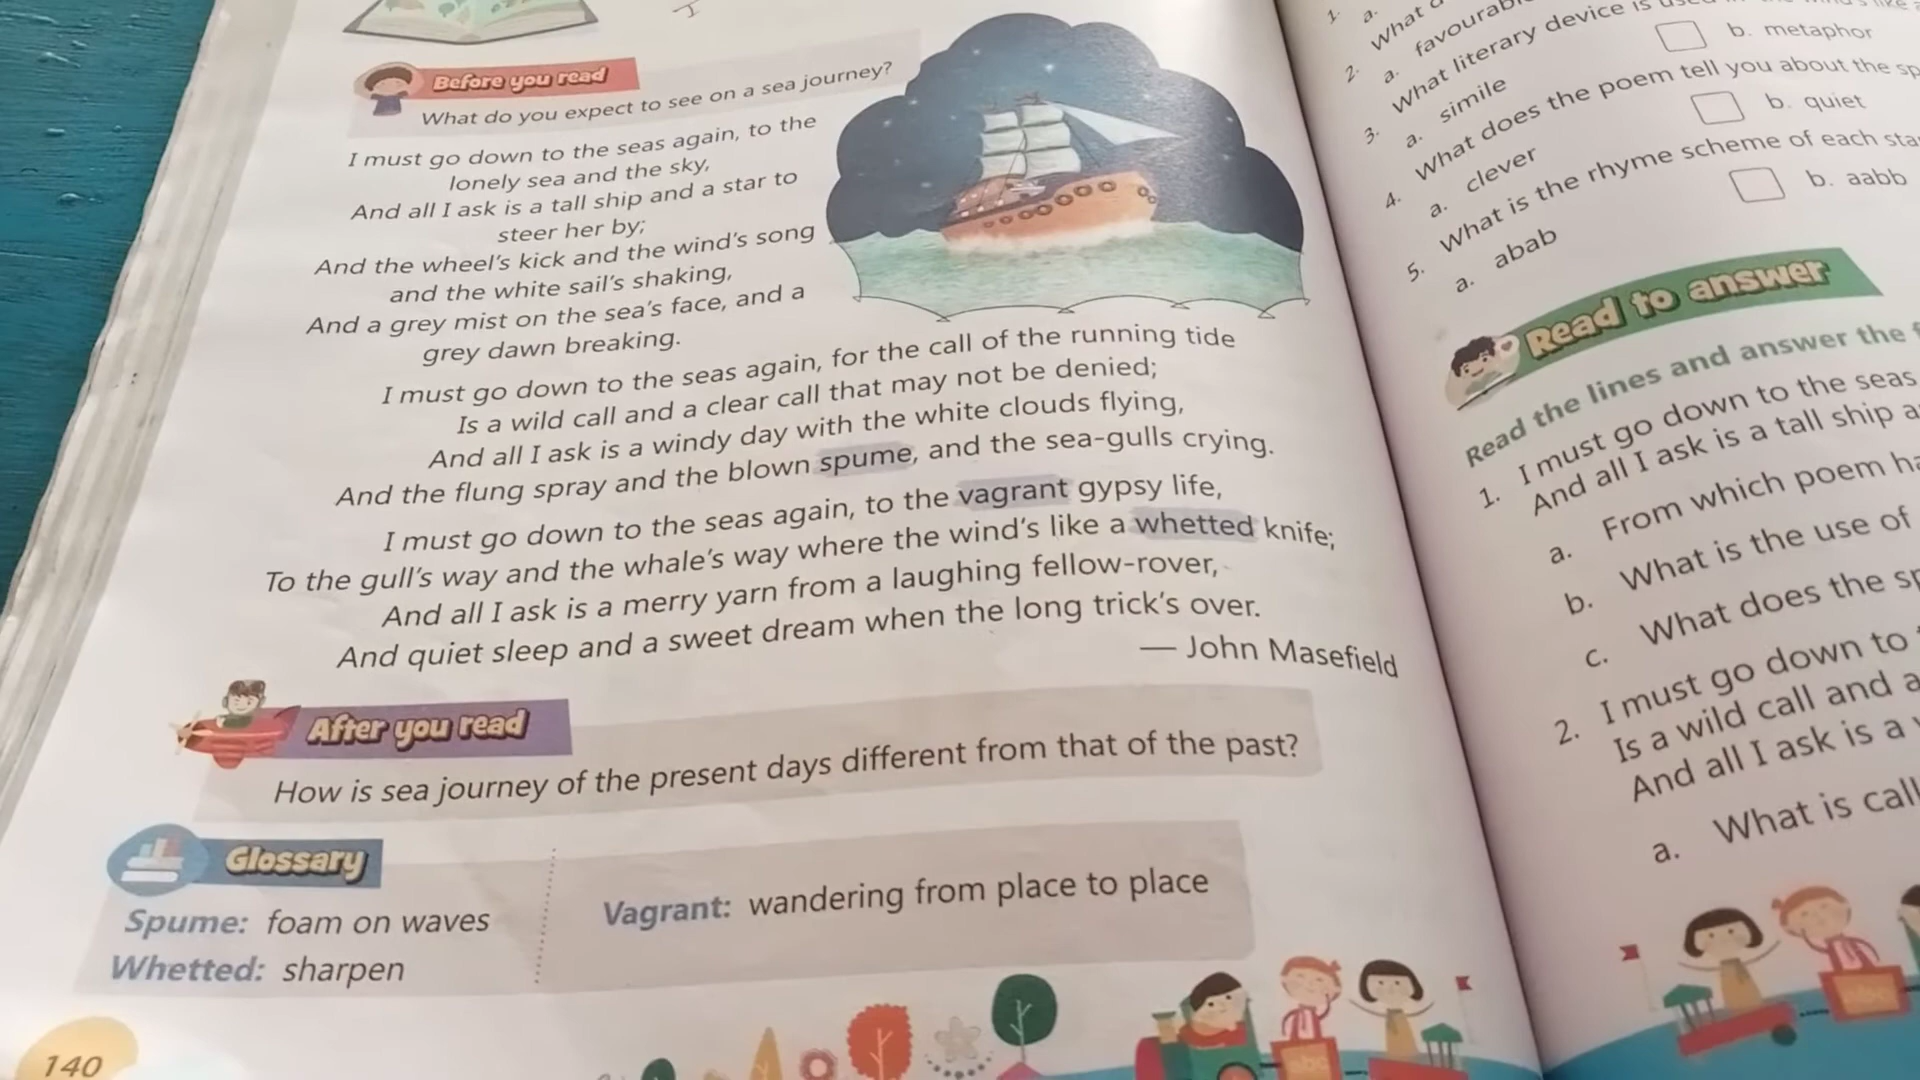 Before you read
What do you expect to see on a sea journey?
I must go down to the seas again, to the
lonely sea and the sky,
And all I ask is a tall ship and a star to
steer her by;
And the wheel's kick and the wind's song
and the white sail's shaking,
And a grey mist on the sea's face, and a
grey dawn breaking.
I must go down to the seas again, for the call of the running tide
Is a wild call and a clear call that may not be denied;
And all I ask is a windy day with the white clouds flying,
And the flung spray and the blown spume, and the sea-gulls crying.
I must go down to the seas again, to the vagrant gypsy life,
To the gull's way and the whale's way where the wind's like a whetted knife;
And all I ask is a merry yarn from a laughing fellow-rover,
And quiet sleep and a sweet dream when the long trick's over.
— John Masefield
After you read
How is sea journey of the present days different from that of the past?
Glossary
Spume: foam on waves
Whetted: sharpen
Vagrant: wandering from place to place
140
1. What
a.
2. What literary device is
a. simile
b. metaphor
3. What does the poem tell you about the
a. clever
b. quiet
4. What is the rhyme scheme of each
a. abab
b. aabb
5.
Read to answer
Read the lines and answer the
1. I must go down to the seas
And all I ask is a tall ship
a. From which poem
b. What is the use of
c. What does the
2. I must go down to
Is a wild call and
And all I ask is a
a. What is